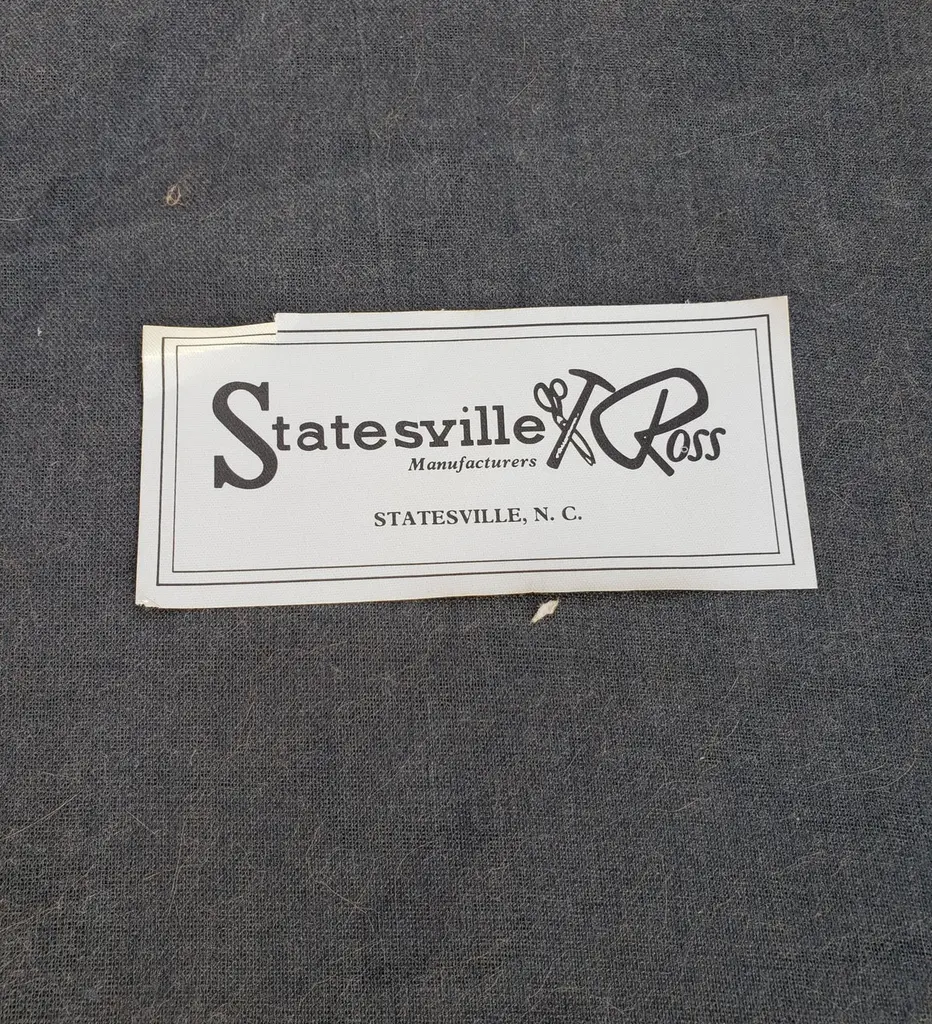 Statesville Ross
Manufacturers
STATESVILLE, N. C.